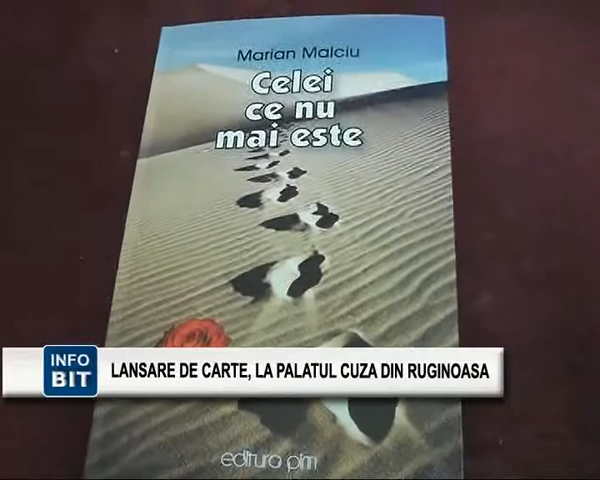 Marian Malciu
Celei
ce nu
mai este
INFO
BIT
LANSARE DE CARTE, LA PALATUL CUZA DIN RUGINOASA
editura pim